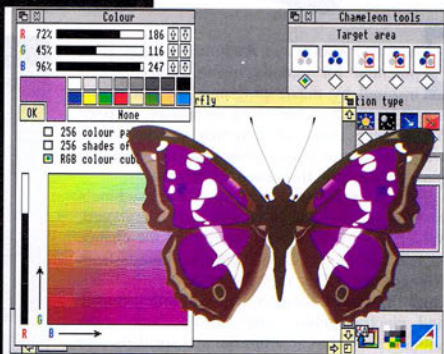 Colour
R 72% 186
G 45% 116
B 96% 247
OK
None
256 colour pa
256 shades of
RGB colour cub
G
R B
rfly
Chameleon tools
Target area
tion type